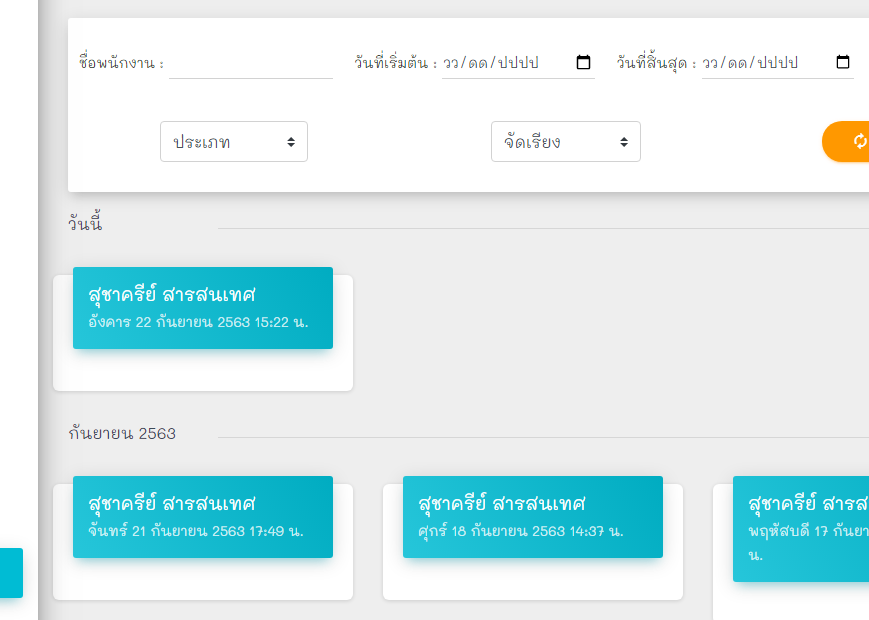 ชื่อพนักงาน : วันที่เริ่มต้น : วว/ดด/ปปปป วันที่สิ้นสุด : วว/ดด/ปปปป
ประเภท จัดเรียง
วันนี้
สุชาครีย์ สารสนเทศ
อังคาร 22 กันยายน 2563 15:22 น.
กันยายน 2563
สุชาครีย์ สารสนเทศ
จันทร์ 21 กันยายน 2563 17:49 น.
สุชาครีย์ สารสนเทศ
ศุกร์ 18 กันยายน 2563 14:37 น.
สุชาครีย์ สารส
พฤหัสบดี 17 กันยา
น.